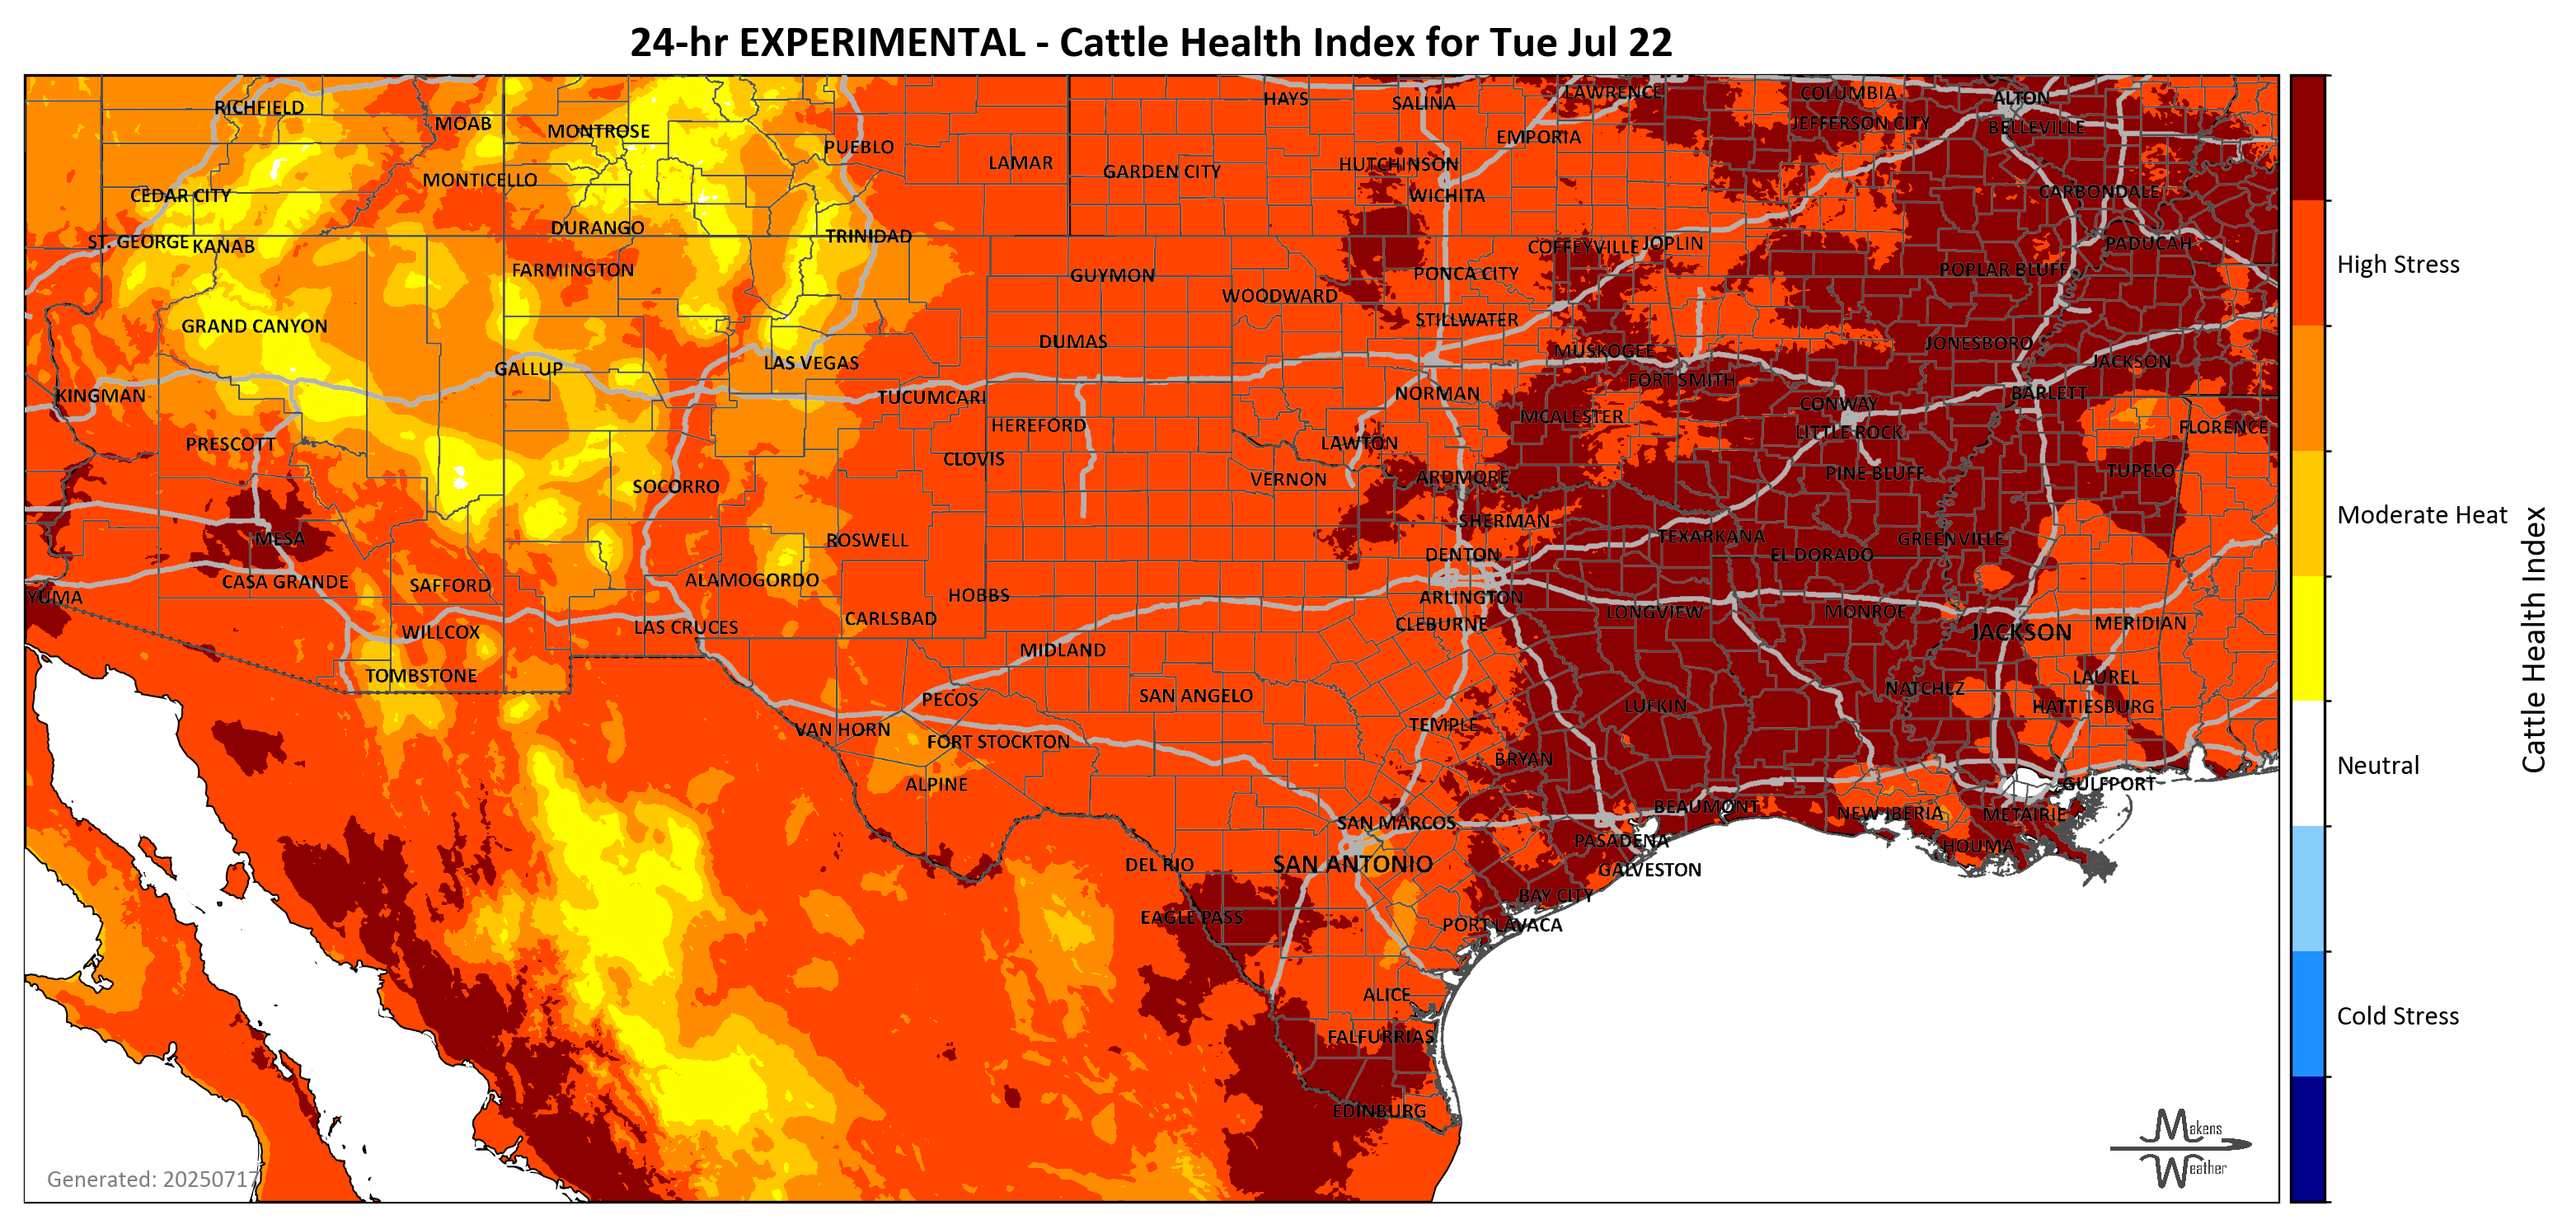 24-hr EXPERIMENTAL - Cattle Health Index for Tue Jul 22
RICHFIELD
MOAB
MONTROSE
PUEBLO
LAMAR
GARDEN CITY
HAYS
SALINA
HUTCHINSON
WICHITA
EMPORIA
LAWRENCE
COLUMBIA
JEFFERSON CITY
ALTON
BELLEVILLE
CEDAR CITY
MONTICELLO
CARBONDALE
ST. GEORGE
KANAB
DURANGO
TRINIDAD
COFFEYVILLE
JOPLIN
PADUCAH
FARMINGTON
GUYMON
WOODWARD
PONCA CITY
POPLAR BLUFF
GRAND CANYON
DUMAS
STILLWATER
MUSKOGEE
JONESBORO
JACKSON
GALLUP
LAS VEGAS
TUCUMCARI
FORT SMITH
KINGMAN
NORMAN
CONWAY
BARLETT
PRESCOTT
HEREFORD
LAWTON
MCALESTER
LITTLE ROCK
FLORENCE
CLOVIS
VERNON
ARDMORE
PINE BLUFF
TUPELO
SOCORRO
SHERMAN
MESA
ROSWELL
DENTON
TEXARKANA
EL DORADO
GREENVILLE
CASA GRANDE
SAFFORD
ALAMOGORDO
HOBBS
ARLINGTON
LONGVIEW
MONROE
YUMA
WILLCOX
LAS CRUCES
CARLSBAD
CLEBURNE
JACKSON
MERIDIAN
TOMBSTONE
MIDLAND
LAUREL
PECOS
SAN ANGELO
NATCHEZ
HATTIESBURG
VAN HORN
FORT STOCKTON
TEMPLE
LUFKIN
ALPINE
BRYAN
GULFPORT
SAN MARCOS
BEAUMONT
NEW IBERIA
METAIRIE
PASADENA
HOUMA
DEL RIO
SAN ANTONIO
GALVESTON
EAGLE PASS
BAY CITY
PORT LAVACA
ALICE
FALFURRIAS
EDINBURG
Generated: 20250717
Makens
Weather
High Stress
Moderate Heat
Neutral
Cold Stress
Cattle Health Index